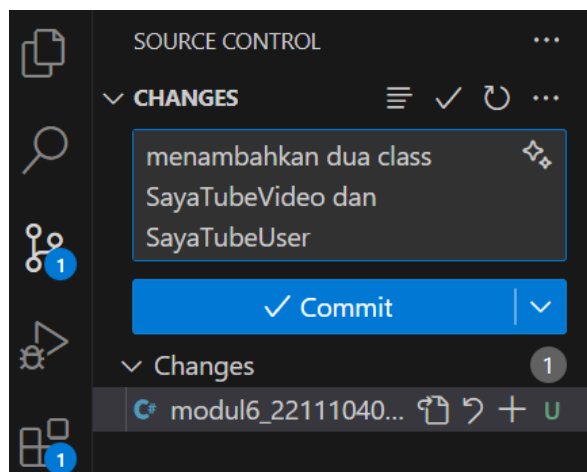 SOURCE CONTROL
CHANGES
menambahkan dua class
SayaTubeVideo dan
SayaTubeUser
Commit
Changes 1
C# modul6_22111040... U
1
1